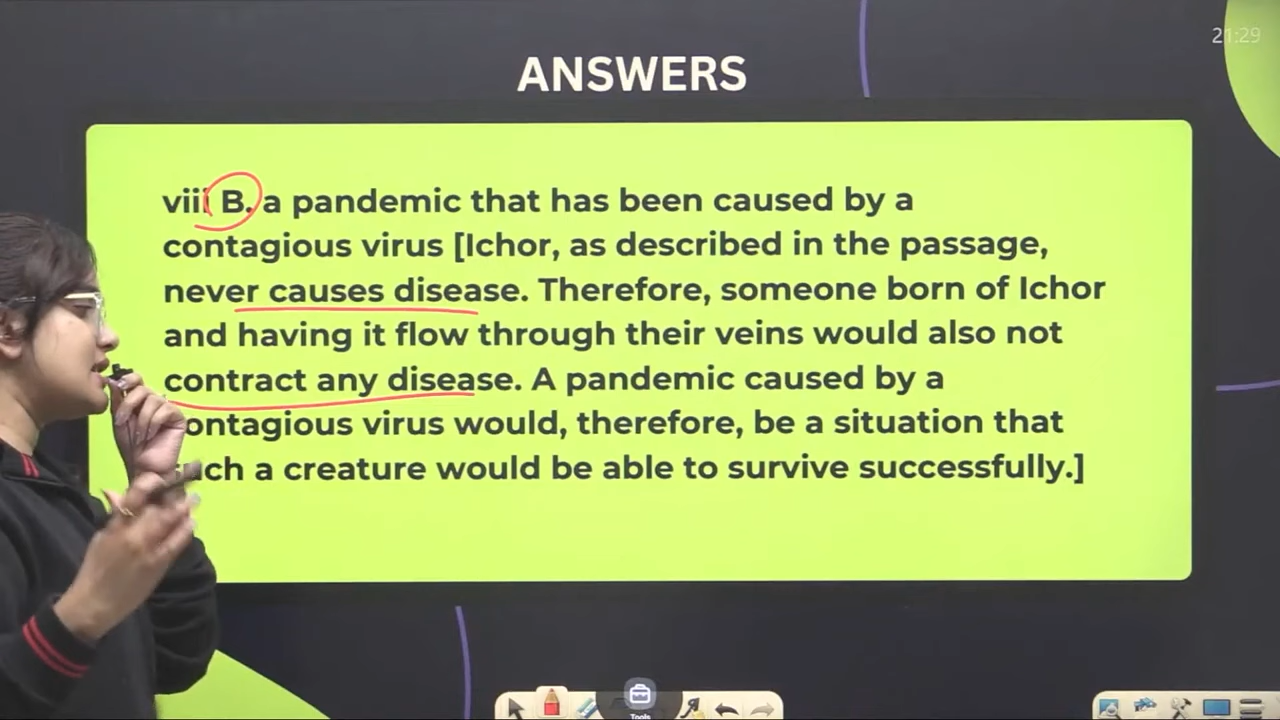 21:29
ANSWERS
viii B. a pandemic that has been caused by a
contagious virus [Ichor, as described in the passage,
never causes disease. Therefore, someone born of Ichor
and having it flow through their veins would also not
contract any disease. A pandemic caused by a
contagious virus would, therefore, be a situation that
such a creature would be able to survive successfully.]
Tools